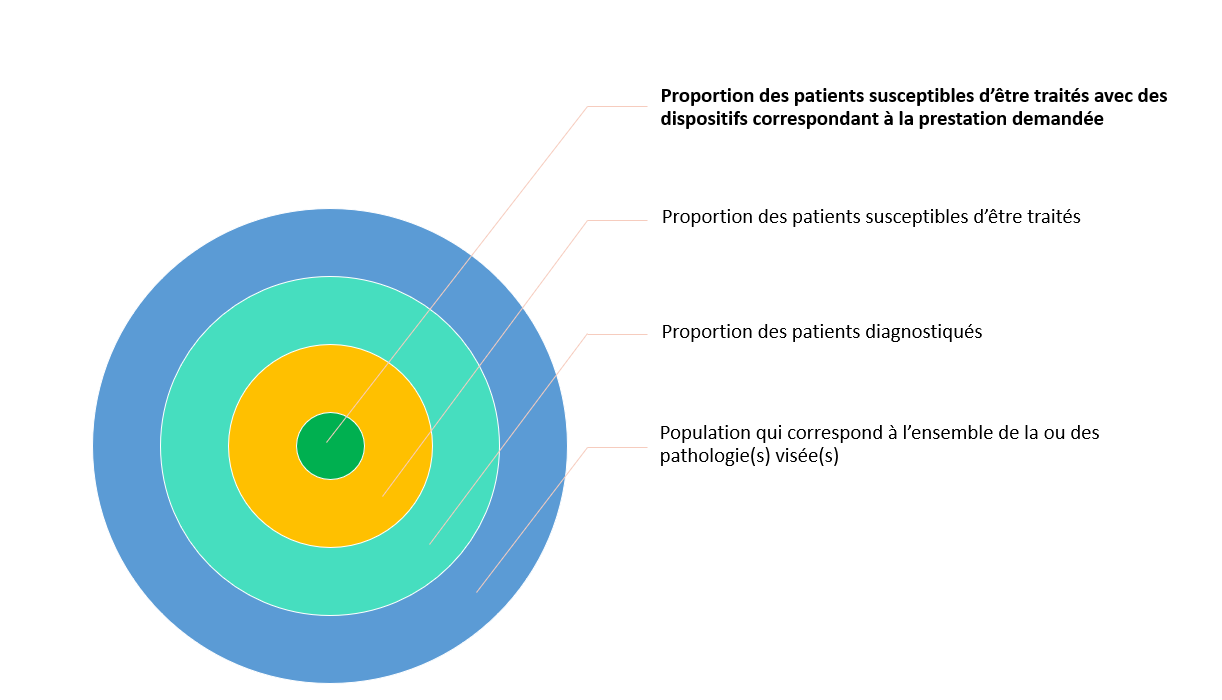 Proportion des patients susceptibles d’être traités avec des
dispositifs correspondant à la prestation demandée
Proportion des patients susceptibles d’être traités
Proportion des patients diagnostiqués
Population qui correspond à l’ensemble de la ou des
pathologie(s) visée(s)